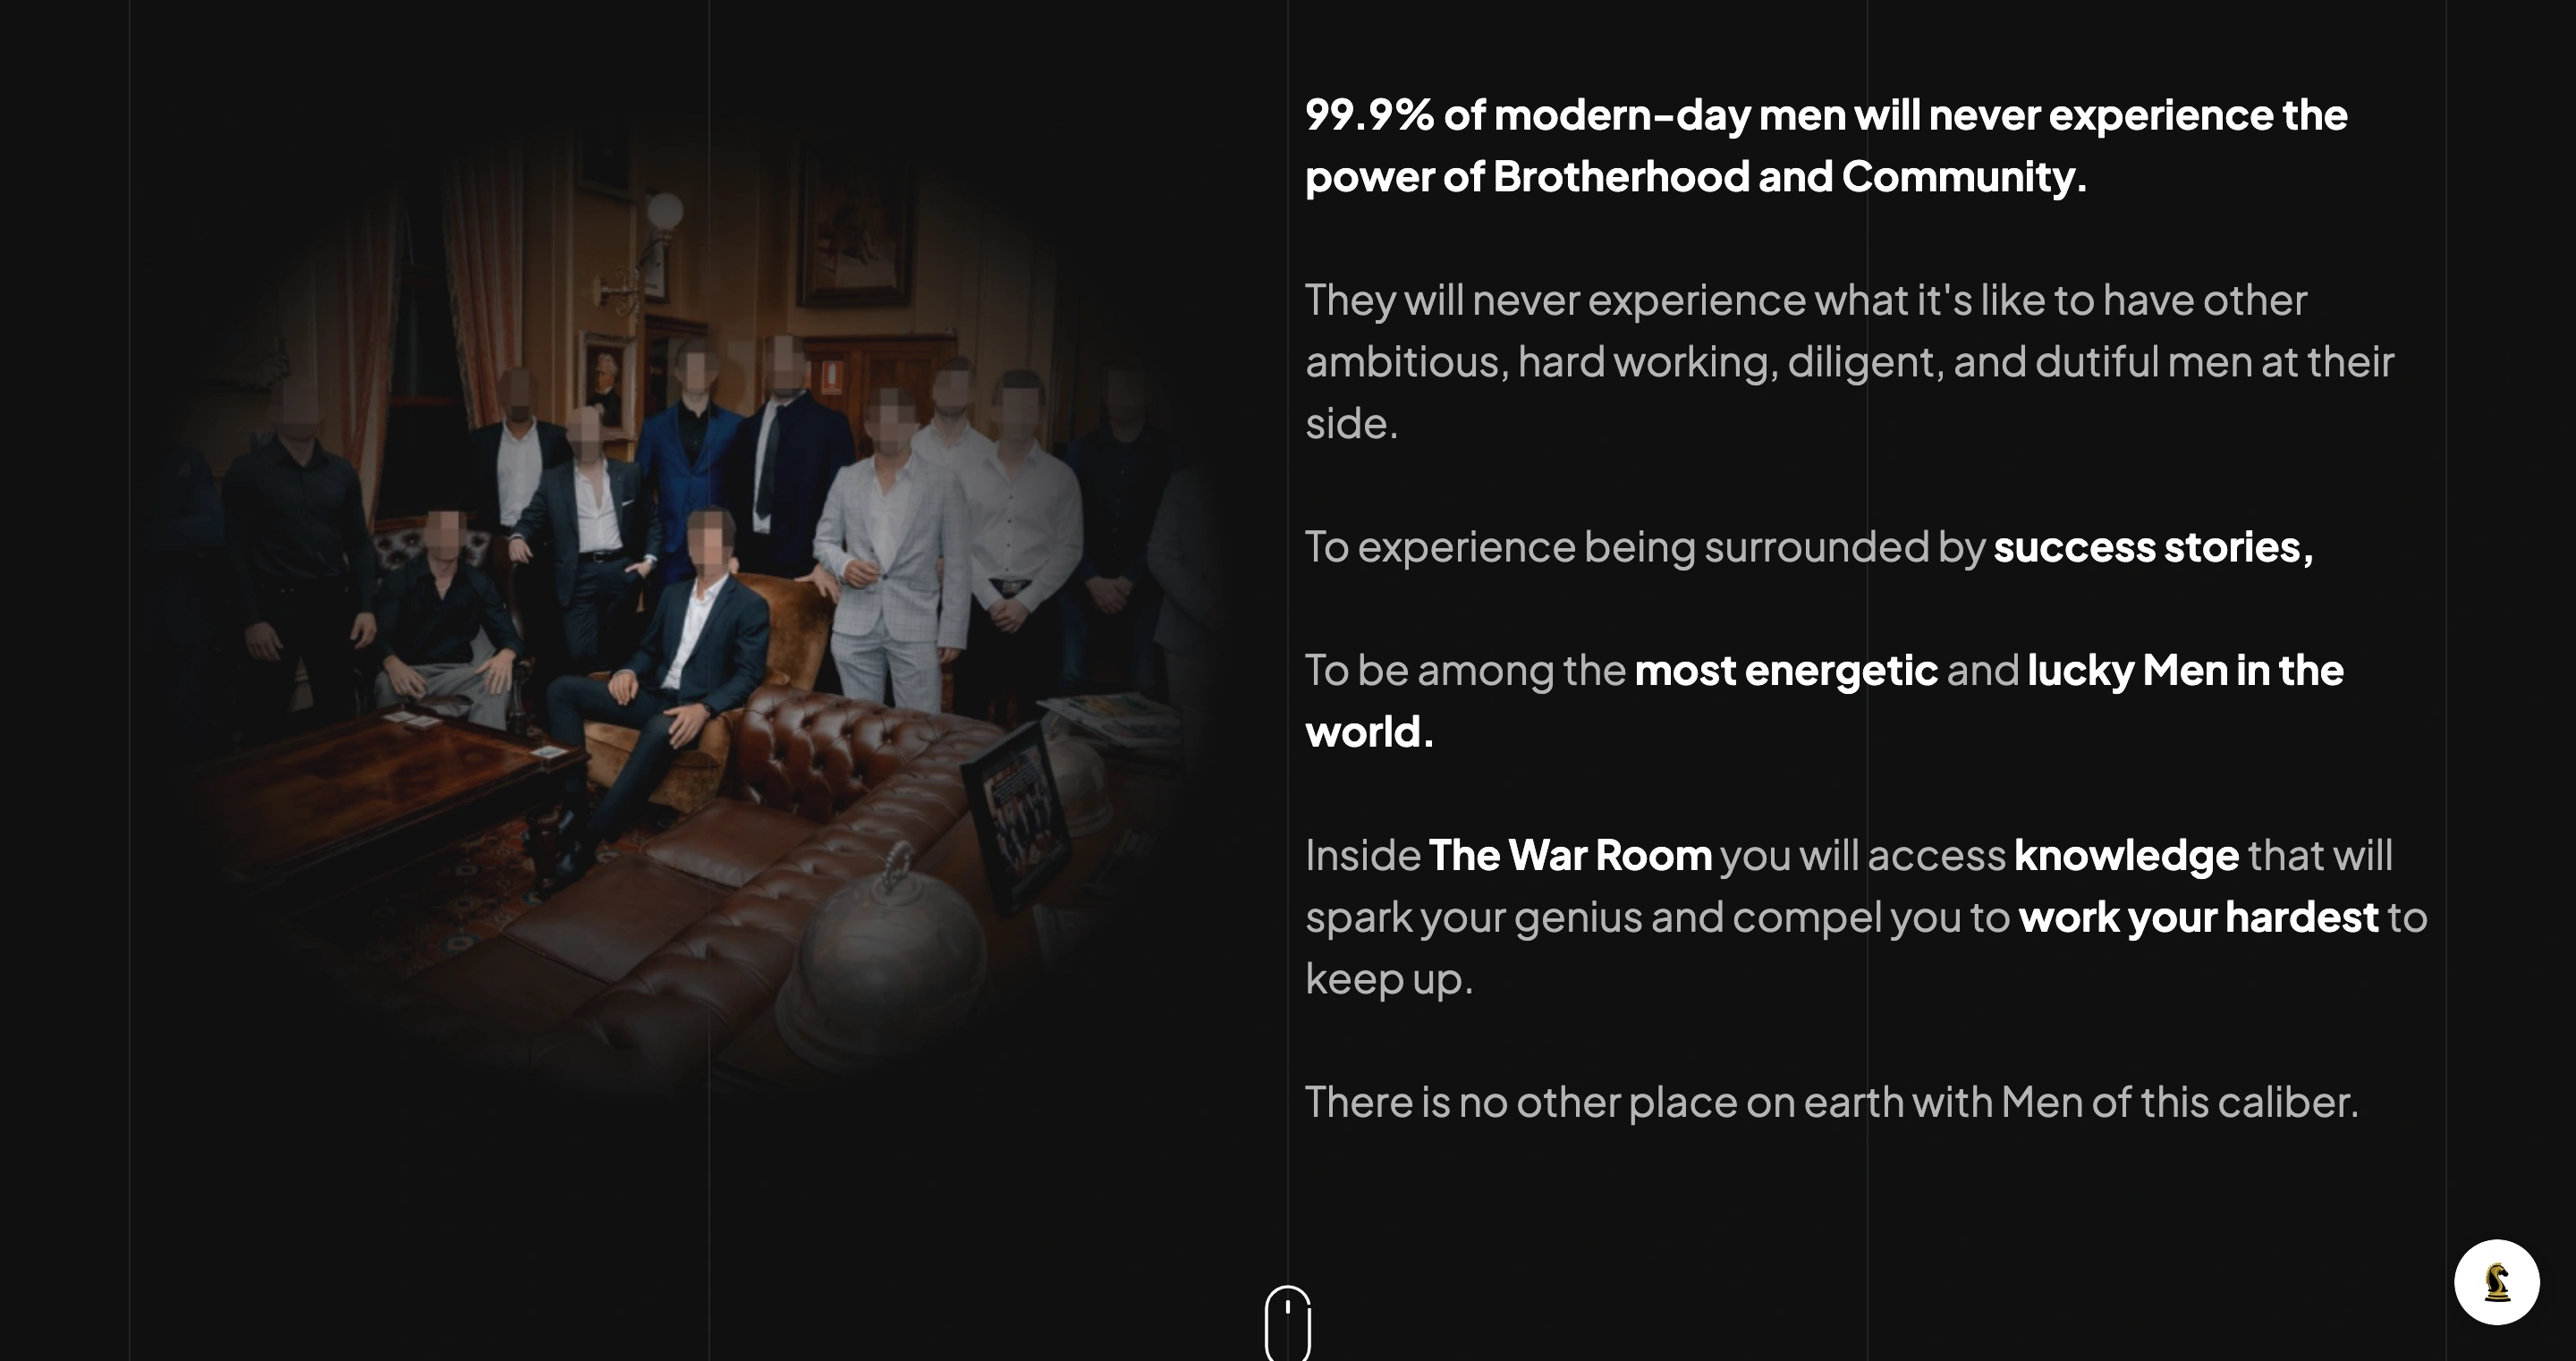 99.9% of modern-day men will never experience the
power of Brotherhood and Community.
They will never experience what it's like to have other
ambitious, hard working, diligent, and dutiful men at their
side.
To experience being surrounded by success stories,
To be among the most energetic and lucky Men in the
world.
Inside The War Room you will access knowledge that will
spark your genius and compel you to work your hardest to
keep up.
There is no other place on earth with Men of this caliber.